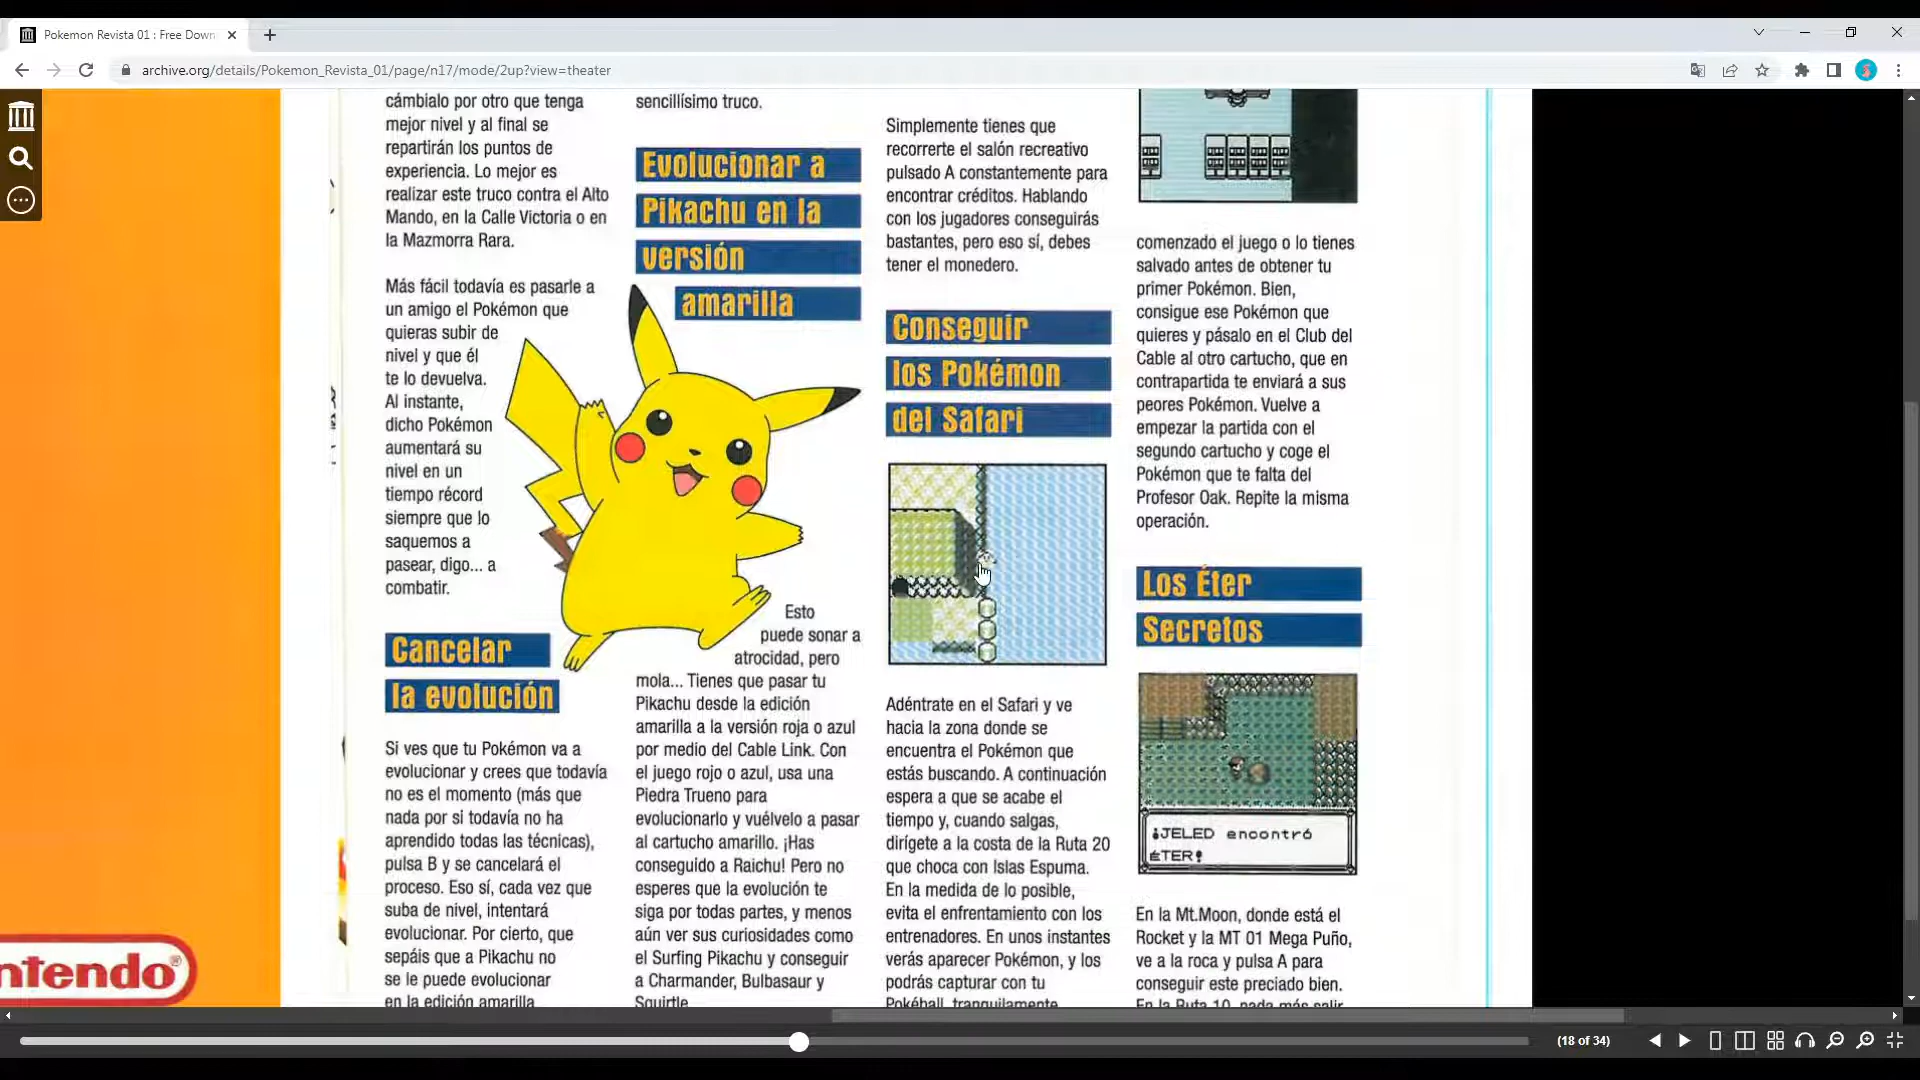 Pokemon Revista 01 : Free Down
archive.org/details/Pokemon_Revista_01/page/n17/mode/2up?view=theater
cámbialo por otro que tenga
mejor nivel y al final se
repartirán los puntos de
experiencia. Lo mejor es
realizar este truco contra el Alto
Mando, en la Calle Victoria o en
la Mazmorra Rara.
Más fácil todavía es pasarle a
un amigo el Pokémon que
quieras subir de
nivel y que él
te lo devuelva.
Al instante,
dicho Pokémon
aumentará su
nivel en un
tiempo récord
siempre que lo
saquemos a
pasear, digo... a
combatir.
Cancelar
la evolución
Si ves que tu Pokémon va a
evolucionar y crees que todavía
no es el momento (más que
nada por si todavía no ha
aprendido todas las técnicas),
pulsa B y se cancelará el
proceso. Eso sí, cada vez que
suba de nivel, intentará
evolucionar. Por cierto, que
sepáis que a Pikachu no
se le puede evolucionar
en la edición amarilla
sencillísimo truco.
Evolucionar a
Pikachu en la
versión
amarilla
Esto
puede sonar a
atrocidad, pero
mola... Tienes que pasar tu
Pikachu desde la edición
amarilla a la versión roja o azul
por medio del Cable Link. Con
el juego rojo o azul, usa una
Piedra Trueno para
evolucionarlo y vuélvelo a pasar
al cartucho amarillo. ¡Has
conseguido a Raichu! Pero no
esperes que la evolución te
siga por todas partes, y menos
aún ver sus curiosidades como
el Surfing Pikachu y conseguir
a Charmander, Bulbasaur y
Squirtle
Simplemente tienes que
recorrerte el salón recreativo
pulsado A constantemente para
encontrar créditos. Hablando
con los jugadores conseguirás
bastantes, pero eso sí, debes
tener el monedero.
Conseguir
los Pokémon
del Safari
Adéntrate en el Safari y ve
hacia la zona donde se
encuentra el Pokémon que
estás buscando. A continuación
espera a que se acabe el
tiempo y, cuando salgas,
dirígete a la costa de la Ruta 20
que choca con Islas Espuma.
En la medida de lo posible,
evita el enfrentamiento con los
entrenadores. En unos instantes
verás aparecer Pokémon, y los
podrás capturar con tu
Pokéball, tranquilamente
comenzado el juego o lo tienes
salvado antes de obtener tu
primer Pokémon. Bien,
consigue ese Pokémon que
quieres y pásalo en el Club del
Cable al otro cartucho, que en
contrapartida te enviará a sus
peores Pokémon. Vuelve a
empezar la partida con el
segundo cartucho y coge el
Pokémon que te falta del
Profesor Oak. Repite la misma
operación.
Los Éter
Secretos
¡JELED encontró
ÉTER!
En la Mt.Moon, donde está el
Rocket y la MT 01 Mega Puño,
ve a la roca y pulsa A para
conseguir este preciado bien.
En la Ruta 10, nada más salir
ntendo®
(18 of 34)